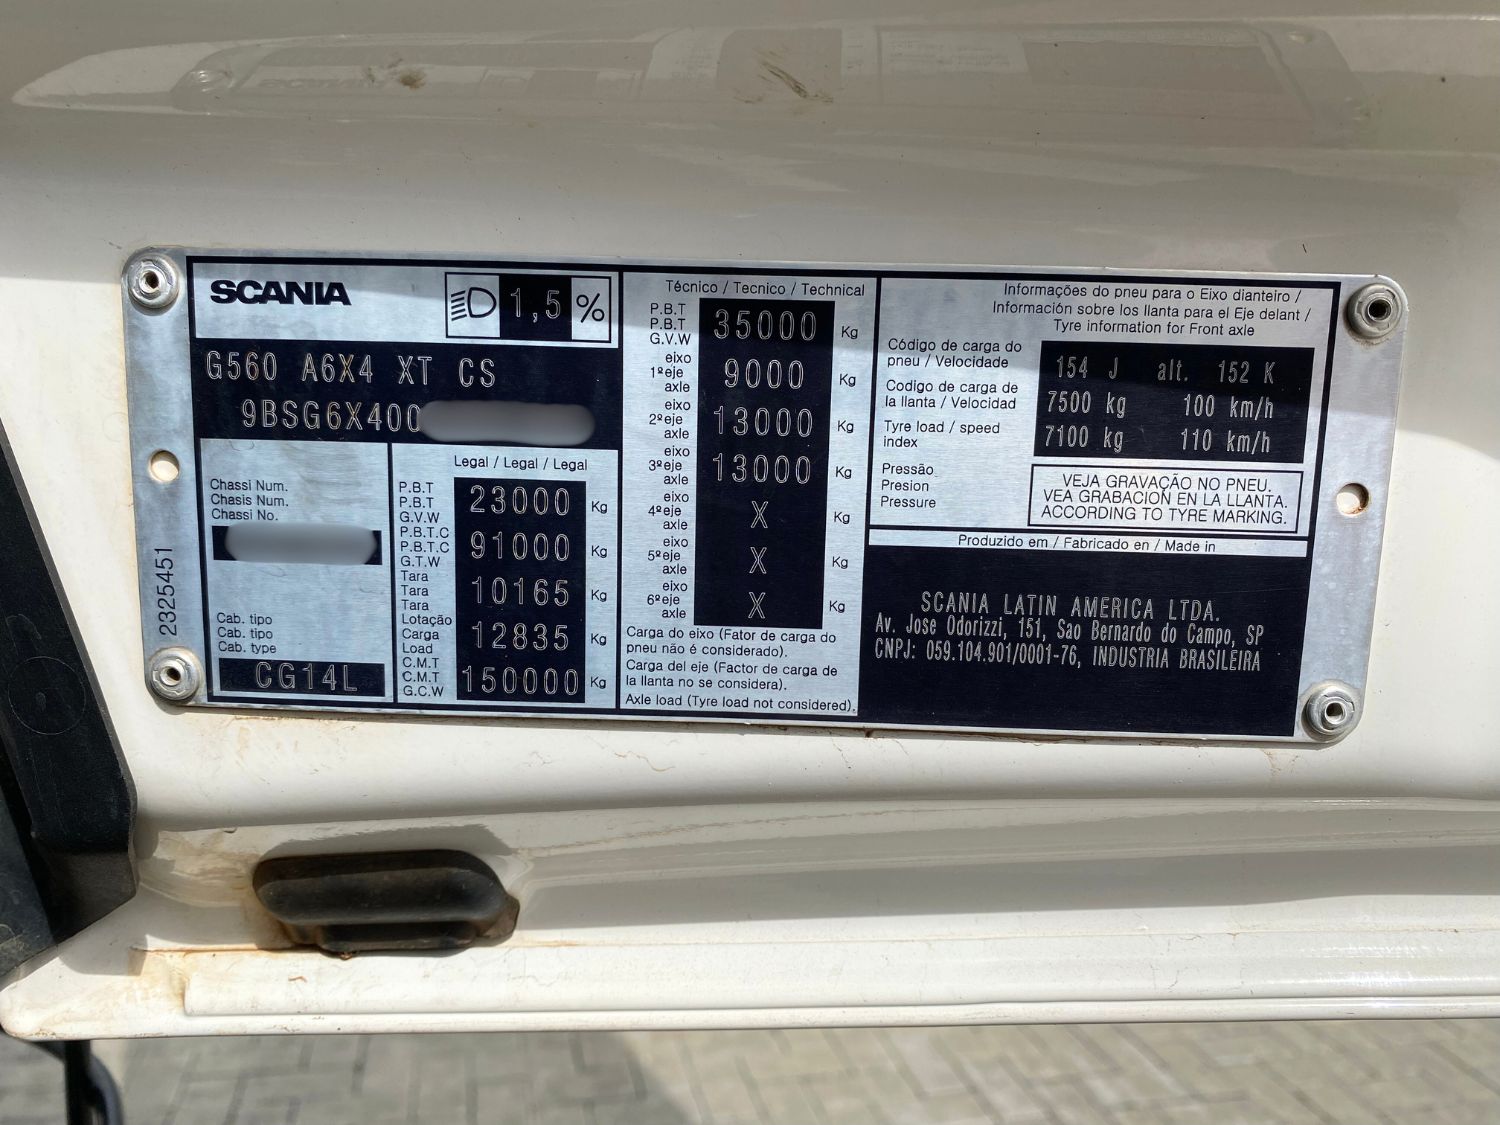 SCANIA
1,5 %
G560 A6X4 XT CS
9BSG6X400
Chassi Num.
Chasis Num.
Chassi No.
Cab. tipo
Cab. tipo
Cab. type
CG14L
2325451
Legal / Legal / Legal
P.B.T
P.B.T 23000 Kg
G.V.W
P.B.T.C
P.B.T.C 91000 Kg
G.T.W
Tara
Tara 10165 Kg
Tara
Lotação
Carga 12835 Kg
Load
C.M.T
C.M.T 150000 Kg
G.C.W
Técnico / Tecnico / Technical
P.B.T
P.B.T 35000 Kg
G.V.W
eixo
1ºeje 9000 Kg
axle
eixo
2ºeje 13000 Kg
axle
eixo
3ºeje 13000 Kg
axle
eixo
4ºeje X Kg
axle
eixo
5ºeje X Kg
axle
eixo
6ºeje X Kg
axle
Carga do eixo (Fator de carga do
pneu não é considerado).
Carga del eje (Factor de carga de
la llanta no se considera).
Axle load (Tyre load not considered).
Informações do pneu para o Eixo dianteiro /
Información sobre los llanta para el Eje delant /
Tyre information for Front axle
Código de carga do
pneu / Velocidade
Codigo de carga de
la llanta / Velocidad
Tyre load / speed
index
154 J alt. 152 K
7500 kg 100 km/h
7100 kg 110 km/h
Pressão
Presion
Pressure
VEJA GRAVAÇÃO NO PNEU.
VEA GRABACIÓN EN LA LLANTA.
ACCORDING TO TYRE MARKING.
Produzido em / Fabricado en / Made in
SCANIA LATIN AMERICA LTDA.
Av. Jose Odorizzi, 151, Sao Bernardo do Campo, SP
CNPJ: 059.104.901/0001-76, INDUSTRIA BRASILEIRA